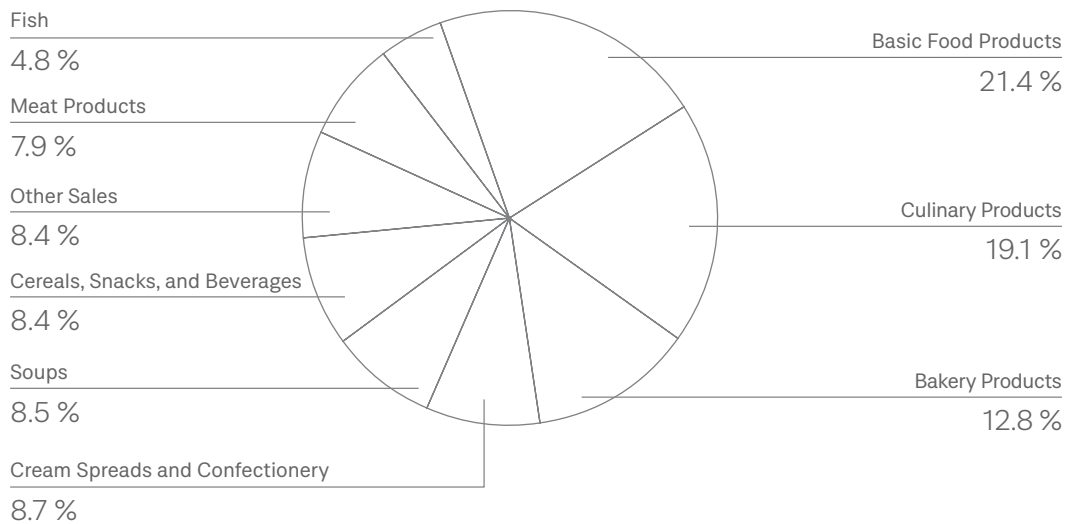 Fish
4.8 %
Meat Products
7.9 %
Other Sales
8.4 %
Cereals, Snacks, and Beverages
8.4 %
Soups
8.5 %
Cream Spreads and Confectionery
8.7 %
Basic Food Products
21.4 %
Culinary Products
19.1 %
Bakery Products
12.8 %